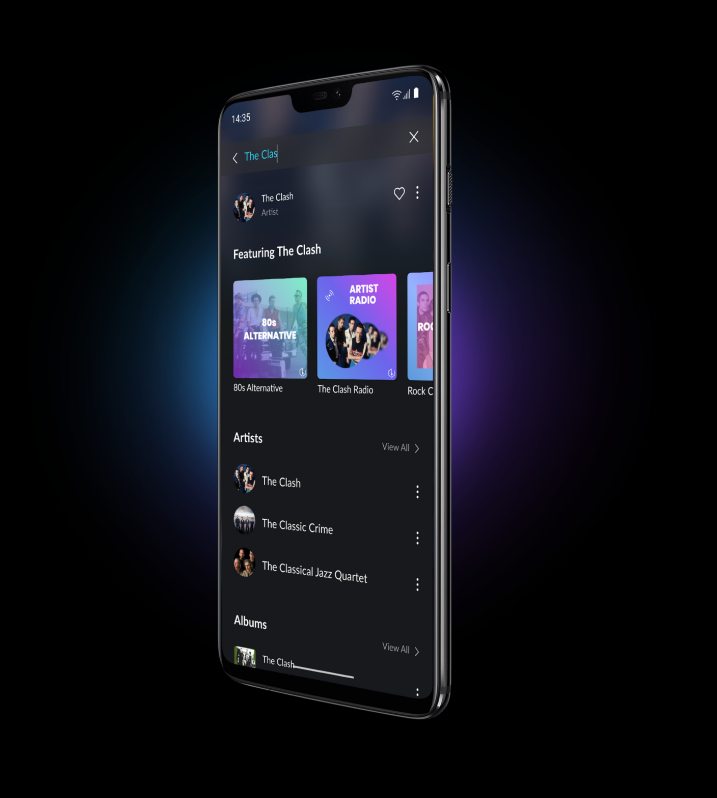 14:35
The Clas
The Clash
Artist
Featuring The Clash
80s
ALTERNATIVE
ARTIST
RADIO
ROC
80s Alternative
The Clash Radio
Rock C
Artists
View All
The Clash
The Classic Crime
The Classical Jazz Quartet
Albums
View All
The Clash